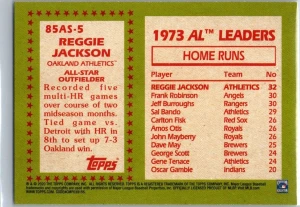 85AS-5
REGGIE
JACKSON
OAKLAND ATHLETICS™
ALL-STAR
OUTFIELDER
Recorded five
multi-HR games
over course of two
midseason months.
Tied game vs.
Detroit with HR in
8th to set up 7-3
Oakland win.
Topps
1973 AL™ LEADERS
HOME RUNS
Player Team No
REGGIE JACKSON ATHLETICS 32
Frank Robinson Angels 30
Jeff Burroughs Rangers 30
Sal Bando Athletics 29
Carlton Fisk Red Sox 26
Amos Otis Royals 26
John Mayberry Royals 26
Dave May Brewers 25
George Scott Brewers 24
Gene Tenace Athletics 24
Oscar Gamble Indians 20